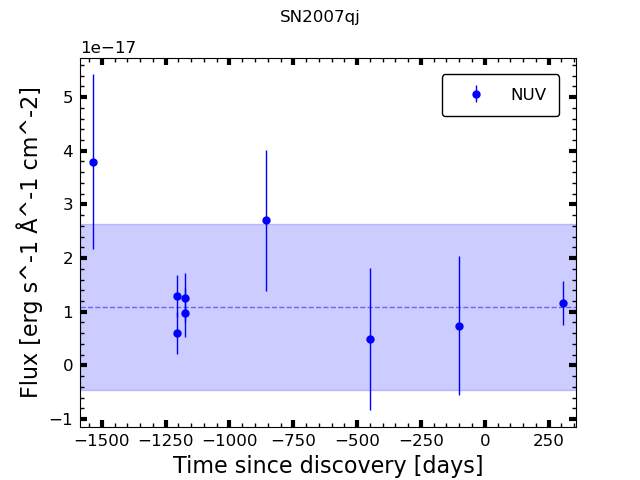 SN2007qj
1e−17
NUV
5
4
3
2
1
0
−1
Flux [erg s^-1 Å^-1 cm^-2]
−1500 −1250 −1000 −750 −500 −250 0 250
Time since discovery [days]